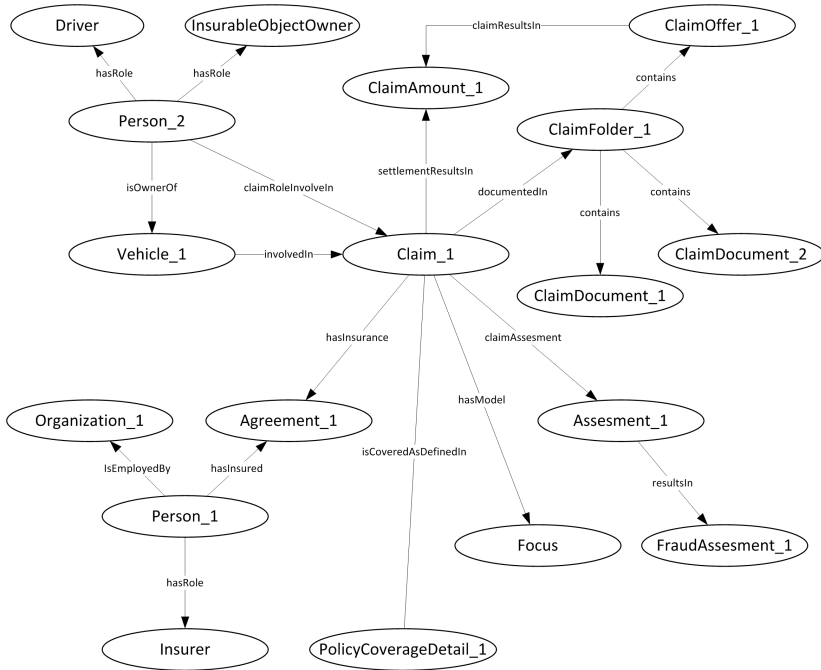 Driver
InsurableObjectOwner
claimResultsIn
ClaimOffer_1
hasRole
hasRole
ClaimAmount_1
contains
Person_2
ClaimFolder_1
settlementResultsIn
isOwnerOf
claimRoleInvolveIn
documentedIn
contains
contains
Vehicle_1
involvedIn
Claim_1
ClaimDocument_2
ClaimDocument_1
hasInsurance
claimAssesment
hasModel
Organization_1
Agreement_1
Assesment_1
isCoveredAsDefinedIn
IsEmployedBy
hasInsured
resultsIn
Person_1
Focus
FraudAssesment_1
hasRole
Insurer
PolicyCoverageDetail_1